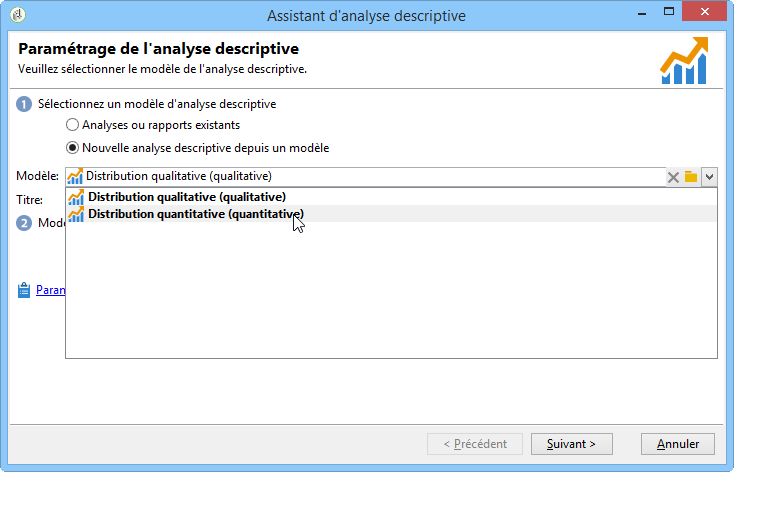 Assistant d'analyse descriptive
Paramétrage de l'analyse descriptive
Veuillez sélectionner le modèle de l'analyse descriptive.
1 Sélectionnez un modèle d'analyse descriptive
Analyses ou rapports existants
Nouvelle analyse descriptive depuis un modèle
Modèle: Distribution qualitative (qualitative)
Distribution qualitative (qualitative)
Titre:
Distribution quantitative (quantitative)
2 Mod
Param
< Précédent Suivant > Annuler